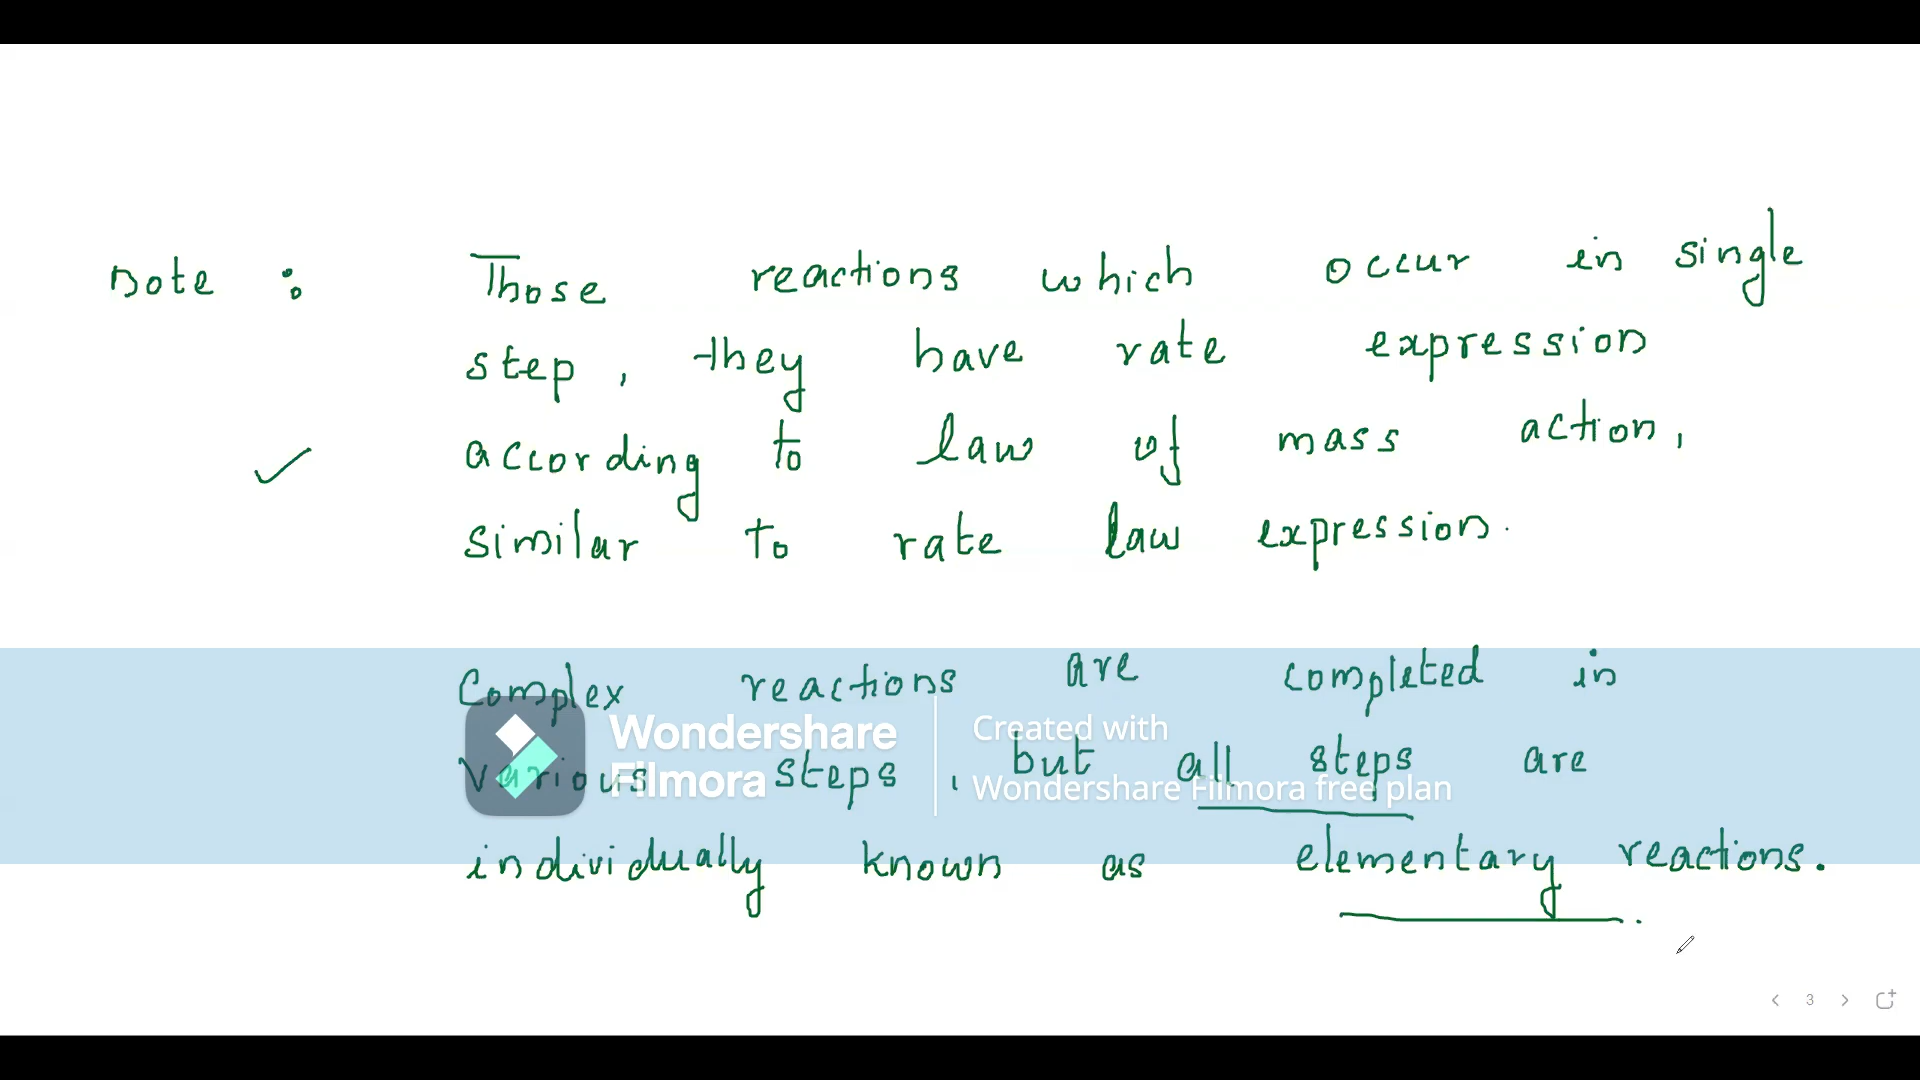 Note : Those reactions which occur in single
step, they have rate expression
according to law of mass action,
similar to rate law expression.
Complex reactions are completed in
various steps, but all steps are
individually known as elementary reactions.
Wondershare
Filmora
Created with
Wondershare Filmora free plan
3